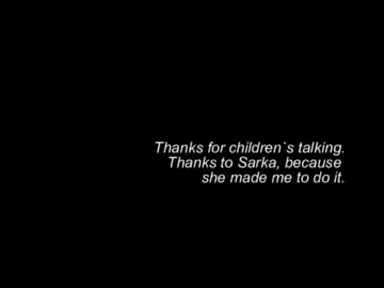 Thanks for children`s talking.
Thanks to Sarka, because
she made me to do it.